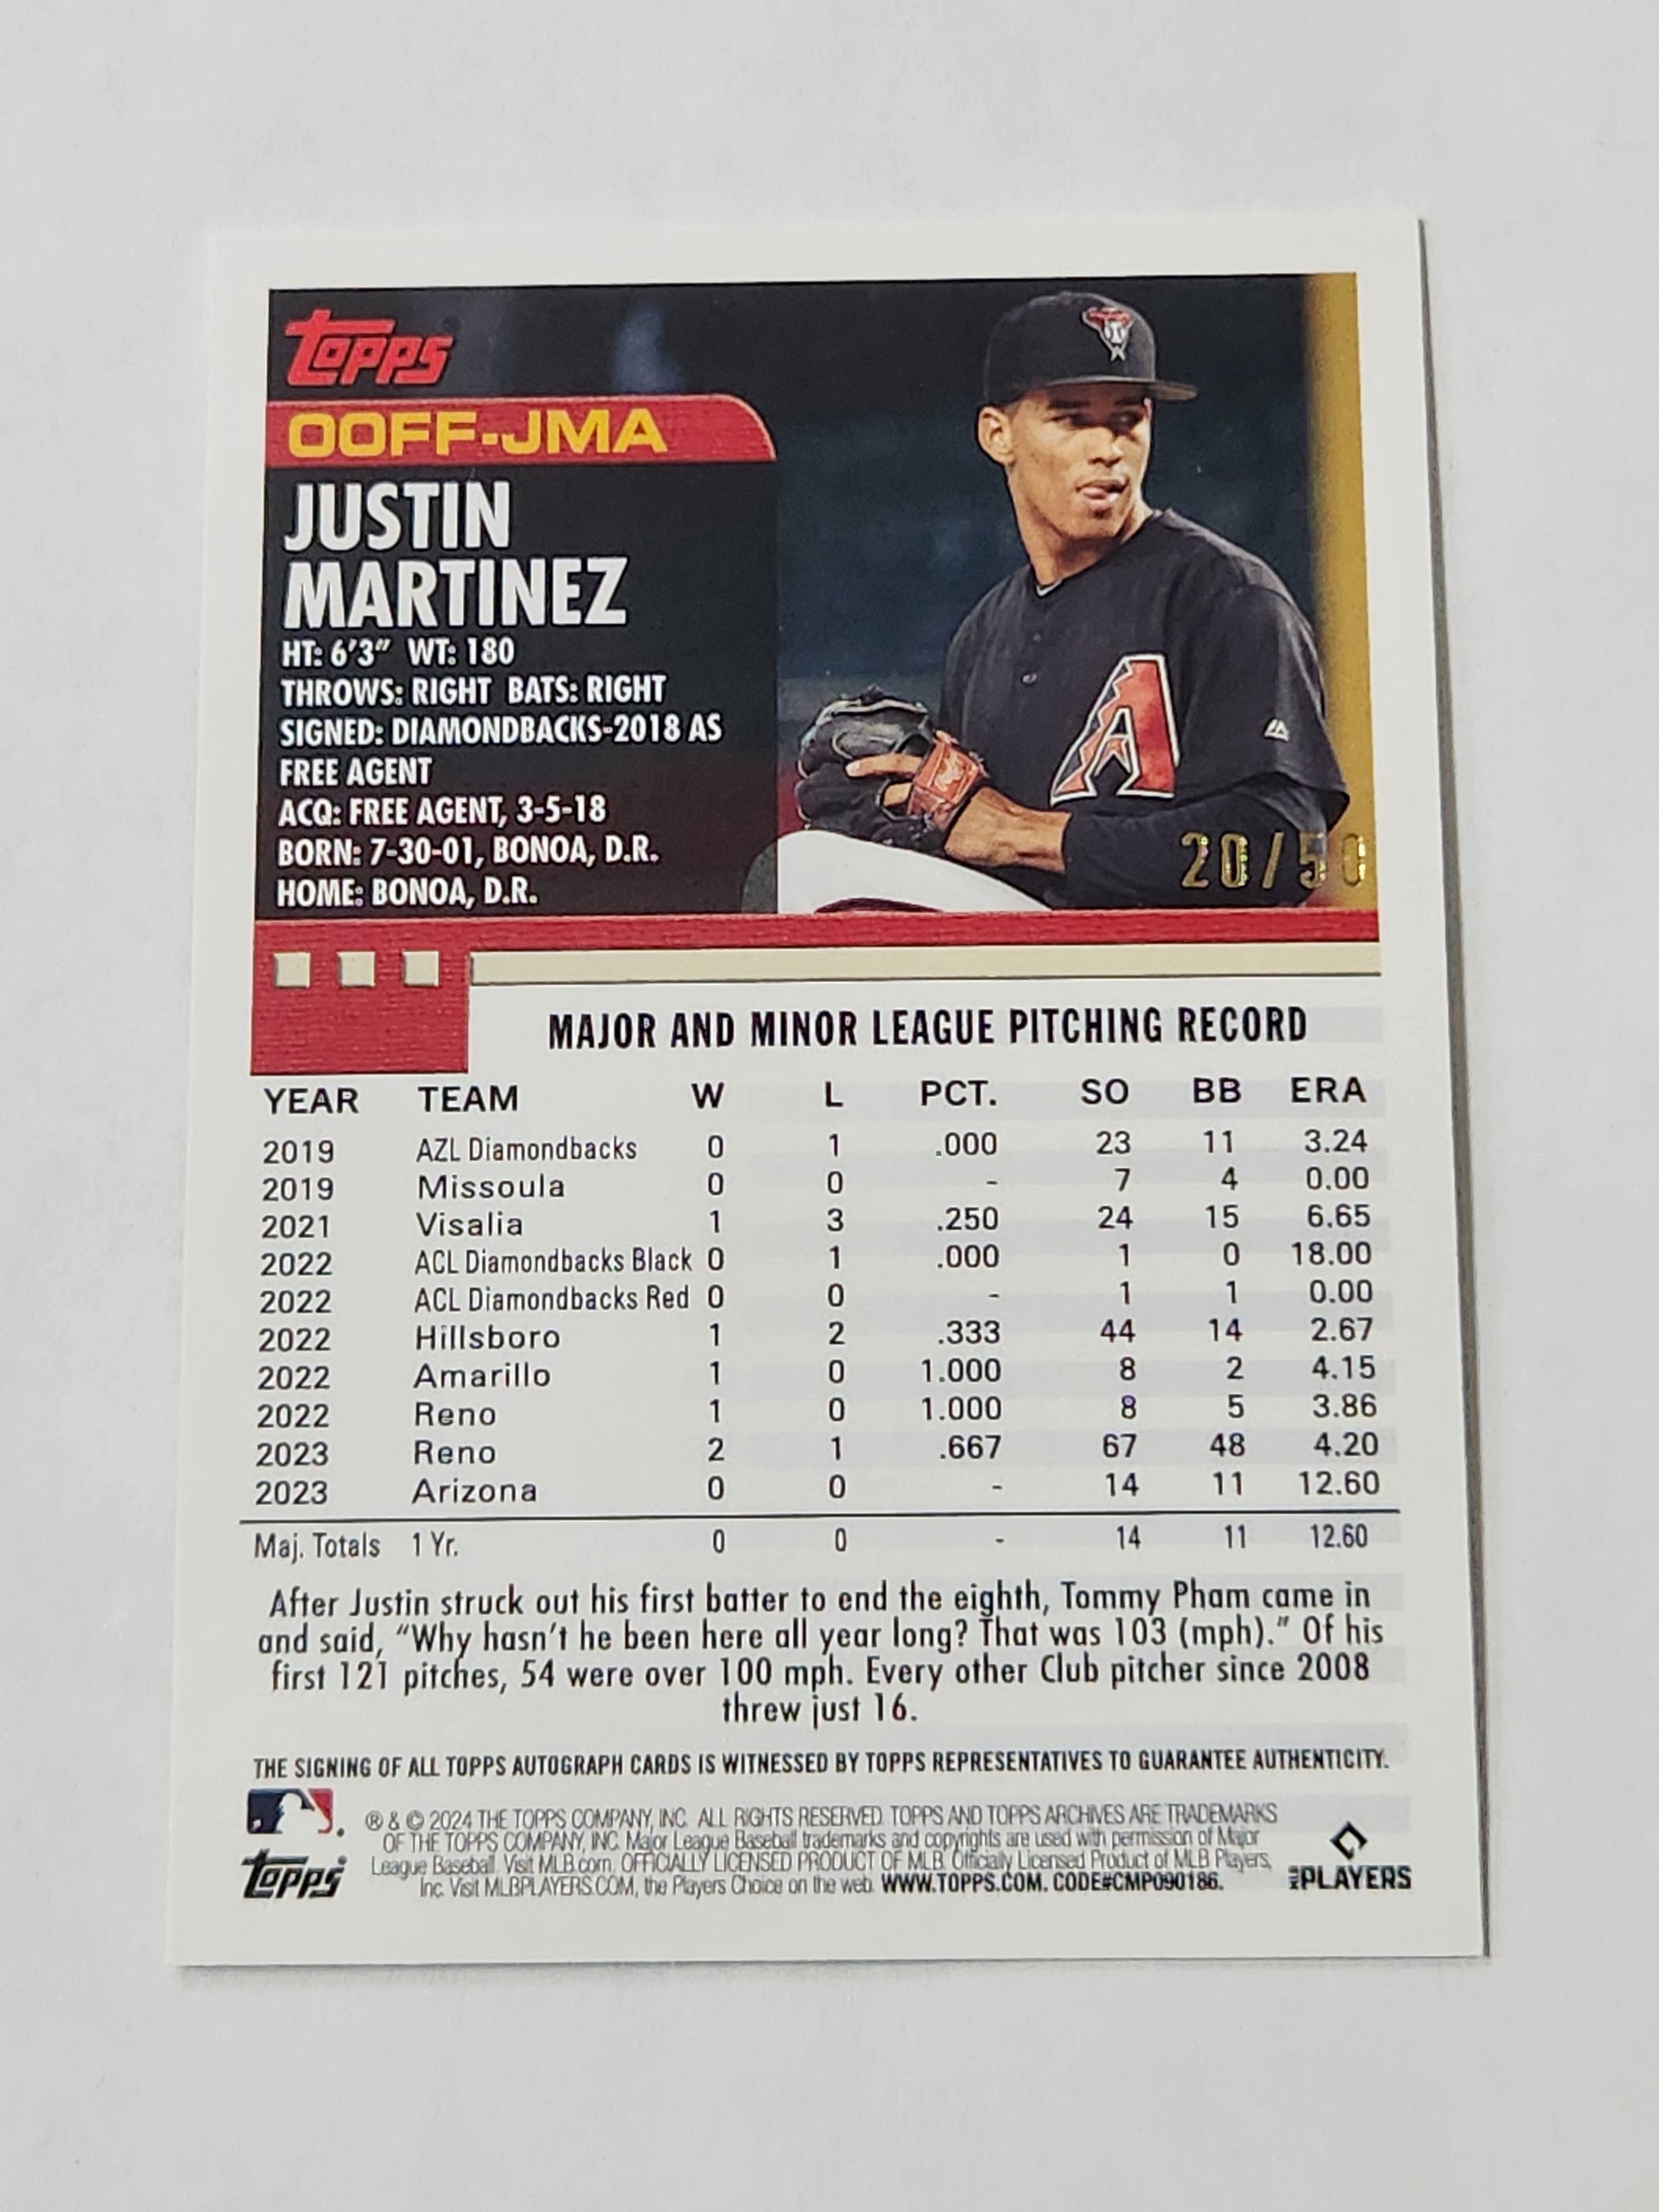 Topps
00FF-JMA
JUSTIN
MARTINEZ
HT: 6'3" WT: 180
THROWS: RIGHT BATS: RIGHT
SIGNED: DIAMONDBACKS-2018 AS
FREE AGENT
ACQ: FREE AGENT, 3-5-18
BORN: 7-30-01, BONOA, D.R.
HOME: BONOA, D.R.
A
20/50
MAJOR AND MINOR LEAGUE PITCHING RECORD
YEAR TEAM W L PCT. SO BB ERA
2019 AZL Diamondbacks 0 1 .000 23 11 3.24
2019 Missoula 0 0 - 7 4 0.00
2021 Visalia 1 3 .250 24 15 6.65
2022 ACL Diamondbacks Black 0 1 .000 1 0 18.00
2022 ACL Diamondbacks Red 0 0 - 1 1 0.00
2022 Hillsboro 1 2 .333 44 14 2.67
2022 Amarillo 1 0 1.000 8 2 4.15
2022 Reno 1 0 1.000 8 5 3.86
2023 Reno 2 1 .667 67 48 4.20
2023 Arizona 0 0 - 14 11 12.60
Maj. Totals 1 Yr. 0 0 - 14 11 12.60
After Justin struck out his first batter to end the eighth, Tommy Pham came in
and said, "Why hasn't he been here all year long? That was 103 (mph)." Of his
first 121 pitches, 54 were over 100 mph. Every other Club pitcher since 2008
threw just 16.
THE SIGNING OF ALL TOPPS AUTOGRAPH CARDS IS WITNESSED BY TOPPS REPRESENTATIVES TO GUARANTEE AUTHENTICITY.
® & © 2024 THE TOPPS COMPANY, INC. ALL RIGHTS RESERVED. TOPPS AND TOPPS ARCHIVES ARE TRADEMARKS
OF THE TOPPS COMPANY, INC. Major League Baseball trademarks and copyrights are used with permission of Major
League Baseball. Visit MLB.com. OFFICIALLY LICENSED PRODUCT OF MLB Officially Licensed Product of MLB Players,
Inc. Visit MLBPLAYERS.COM, the Players Choice on the web. WWW.TOPPS.COM. CODE#CMP090186.
Topps
PLAYERS